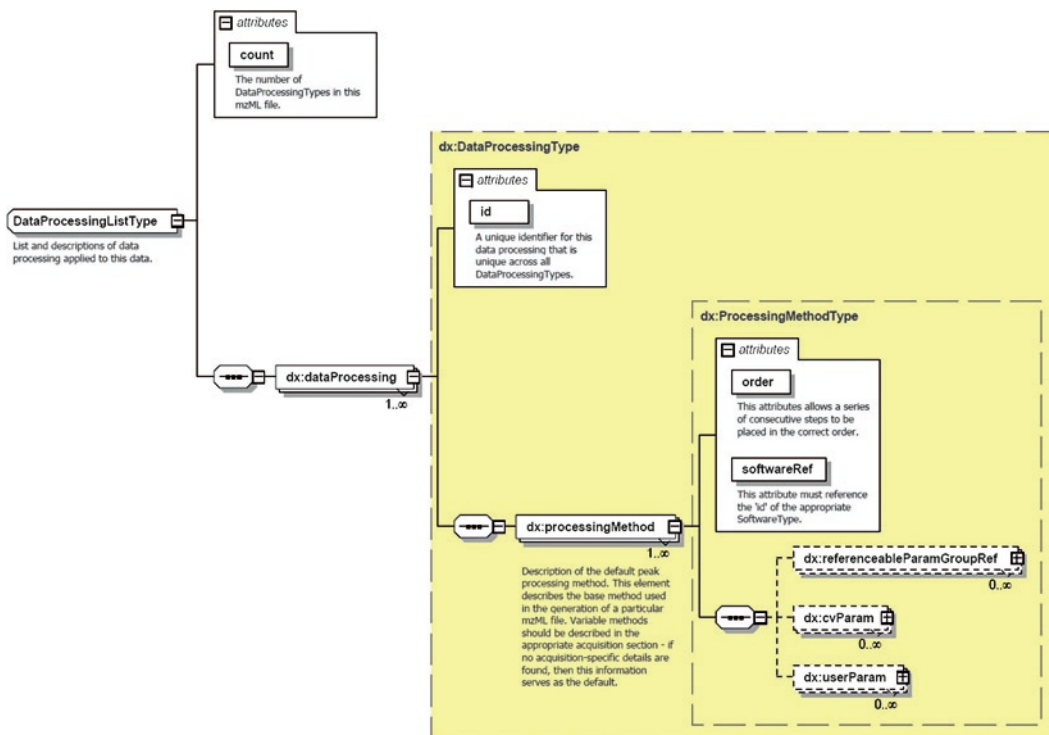 attributes
count
The number of
DataProcessingTypes in this
mzML file.
dx:DataProcessingType
attributes
id
A unique identifier for this
data processing that is
unique across all
DataProcessingTypes.
DataProcessingListType
List and descriptions of data
processing applied to this data.
dx:ProcessingMethodType
attributes
order
This attributes allows a series
of consecutive steps to be
placed in the correct order.
softwareRef
This attribute must reference
the 'id' of the appropriate
SoftwareType.
dx:dataProcessing
1..∞
dx:processingMethod
1..∞
Description of the default peak
processing method. This element
describes the base method used
in the generation of a particular
mzML file. Variable methods
should be described in the
appropriate acquisition section - if
no acquisition-specific details are
found, then this information
serves as the default.
dx:referenceableParamGroupRef
0..∞
dx:cvParam
0..∞
dx:userParam
0..∞